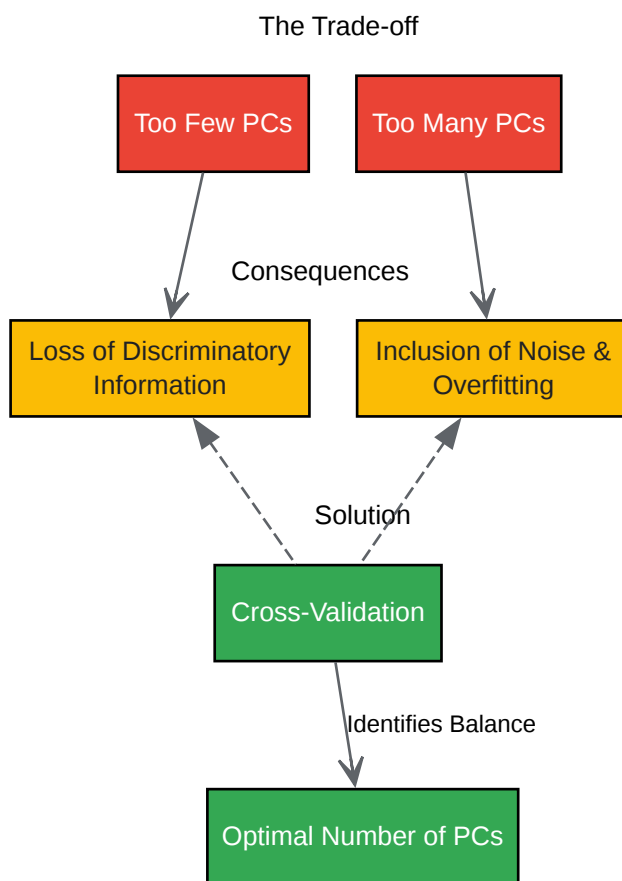 The Trade-off
Too Few PCs
Too Many PCs
Consequences
Loss of Discriminatory
Information
Inclusion of Noise &
Overfitting
Solution
Cross-Validation
Identifies Balance
Optimal Number of PCs